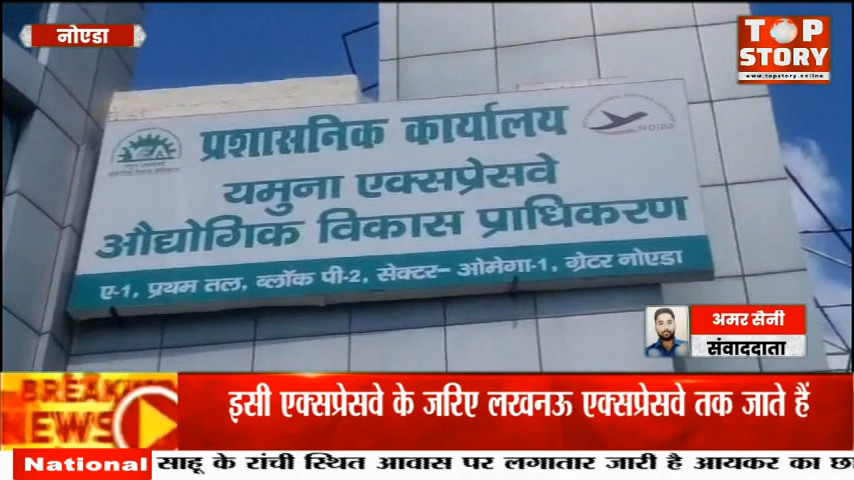 नोएडा
TOP
STORY
www.topstory.online
प्रशासनिक कार्यालय
NOIDA
यमुना एक्सप्रेसवे
औद्योगिक विकास प्राधिकरण
ए-1, प्रथम तल, ब्लॉक पी-2, सेक्टर- ओमेगा-1, ग्रेटर नोएडा
अमर सैनी
संवाददाता
BREAKING
NEWS
इसी एक्सप्रेसवे के जरिए लखनऊ एक्सप्रेसवे तक जाते हैं
National साहू के रांची स्थित आवास पर लगातार जारी है आयकर का